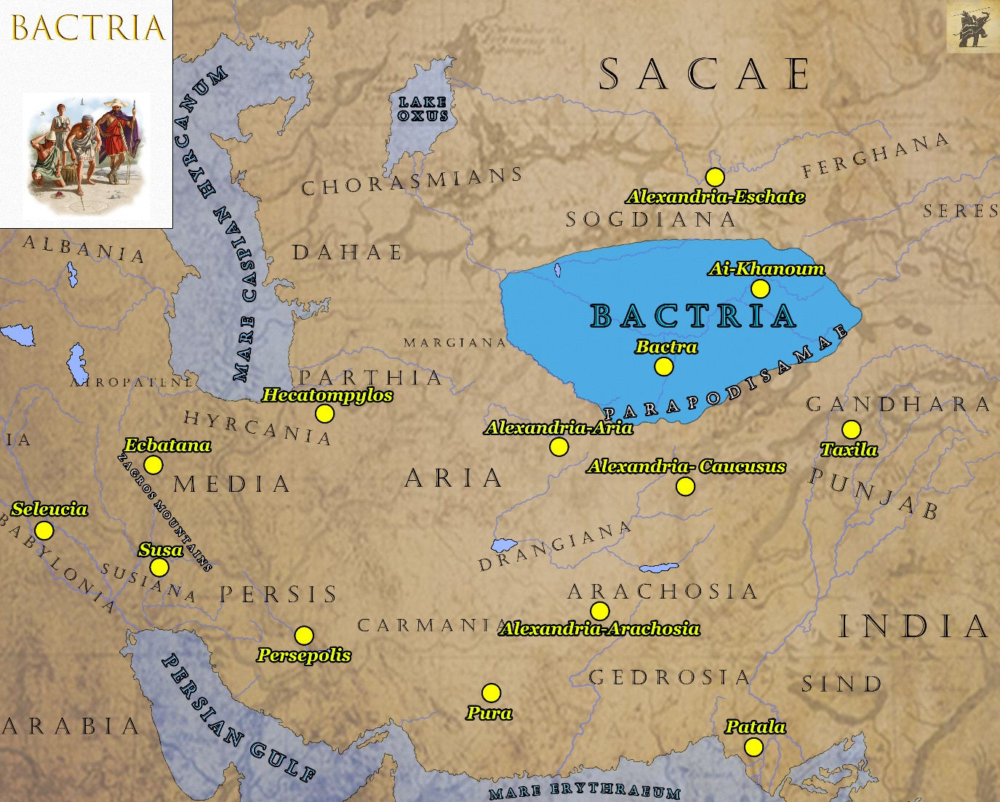 BACTRIA
MARE CASPIAN HYRCANUM
LAKE
OXUS
SACAE
CHORASMIANS
FERGHANA
Alexandria-Eschate
SERES
SOGDIANA
ALBANIA
DAHAE
Ai-Khanoum
BACTRIA
MARGIANA
Bactra
PARAPODISAMAE
ATROPATENE
PARTHIA
Hecatompylos
HYRCANIA
GANDHARA
Alexandria-Aria
Taxila
IA
Ecbatana
ZAGROS MOUNTAINS
MEDIA
ARIA
Alexandria- Caucusus
PUNJAB
Seleucia
BABYLONIA
Susa
SUSIANA
DRANGIANA
PERSIS
ARACHOSIA
CARMANIA
Alexandria-Arachosia
INDIA
Persepolis
GEDROSIA
SIND
PERSIAN GULF
Pura
ARABIA
Patala
MARE ERYTHRAEUM